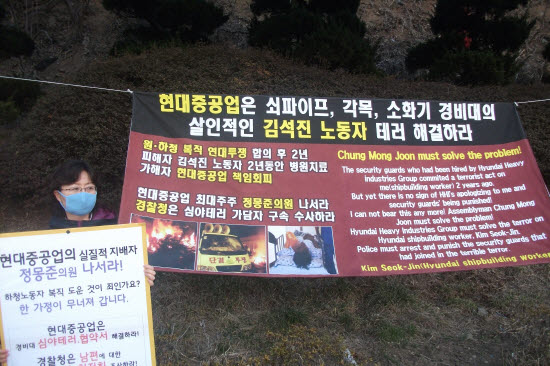 현대중공업은 쇠파이프, 각목, 소화기 경비대의
살인적인 김석진 노동자 테러 해결하라
원·하청 복직 연대투쟁 합의 후 2년
피해자 김석진 노동자 2년동안 병원치료
가해자 현대중공업 책임회피
현대중공업 최대주주 정몽준의원 나서라
경찰청은 심야테러 가담자 구속 수사하라
Chung Mong Joon must solve the problem!
The security guards who had been hired by Hyundai Heavy
Industries Group commited a terrorist act on
me(shipbuilding worker) 2 years ago.
But yet there is no sign of HHI's apologizing to me and
security guards' being punished!
I can not bear this any more! Assemblyman Chung Mong
Joon must solve the problem!
Hyundai Heavy Industries Group must solve the terror on
Hyundai shipbuilding worker, Kim Seok-Jin.
Police must arrest and punish the security guards that
had joined in the terrible terror.
Kim Seok-Jin(Hyundai shipbuilding worker
현대중공업의 실질적 지배자
정몽준의원 나서라!
하청노동자 복직 도운 것이 죄인가요?
한 가정이 무너져 갑니다.
현대중공업은
경비대 심야테러.협약서 해결하라!
경찰청은 남편에 대한